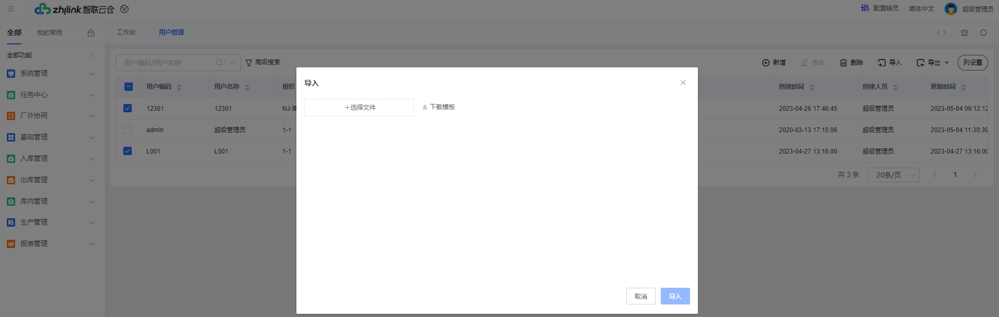 zhilink 智联云仓
配置精灵 简体中文 超级管理员
全部 我的常用
工作台 用户管理
全部功能
系统管理
任务中心
厂外协同
基础管理
入库管理
出库管理
库内管理
生产管理
报表管理
用户编码/用户名称 高级搜索
新增 修改 删除 导入 导出 列设置
用户编码 用户名称 组织 创建时间 创建人员 更新时间
12301 12301 NJ- 2023-04-26 17:46:45 超级管理员 2023-05-04 09:12:12
admin 超级管理员 1-1 2020-03-13 17:15:06 超级管理员 2023-05-04 11:30:39
L001 L001 1-1 2023-04-27 13:16:00 超级管理员 2023-04-27 13:16:00
共 3 条 20条/页 1
导入
+选择文件 下载模板
取消 导入